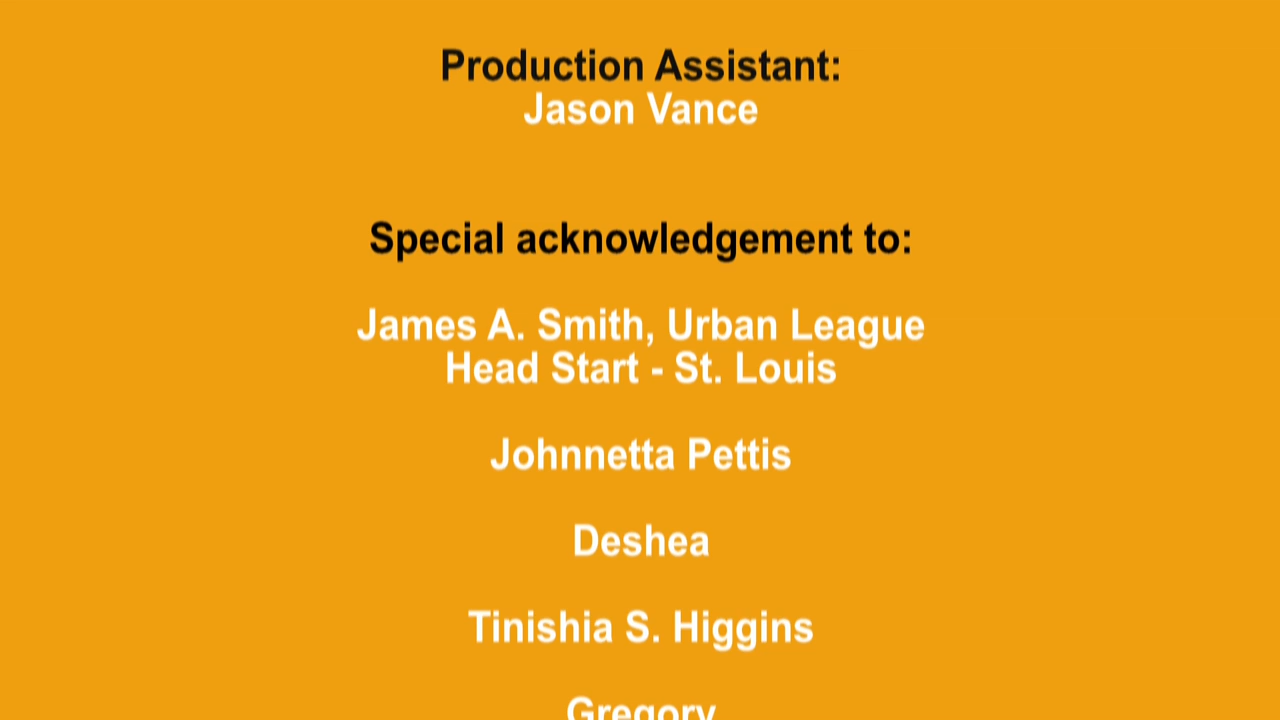 Production Assistant:
Jason Vance
Special acknowledgement to:
James A. Smith, Urban League
Head Start - St. Louis
Johnnetta Pettis
Deshea
Tinishia S. Higgins
Gregory